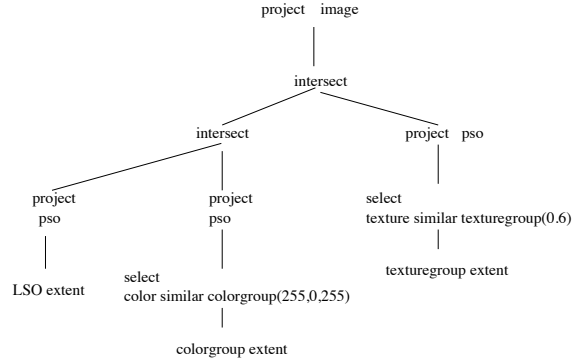 project image
intersect
intersect
project pso
project
pso
project
pso
select
texture similar texturegroup(0.6)
texturegroup extent
LSO extent
select
color similar colorgroup(255,0,255)
colorgroup extent